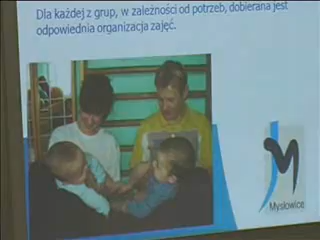 Dla każdej z grup, w zależności od potrzeb, dobierana jest
odpowiednia organizacja zajęć.
Mysłowice